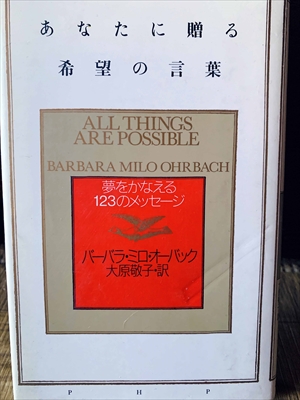 あなたに贈る
希望の言葉
ALL THINGS
ARE POSSIBLE
BARBARA MILO OHRBACH
夢をかなえる
123のメッセージ
バーバラ・ミロ・オーバック
大原敬子・訳
PHP